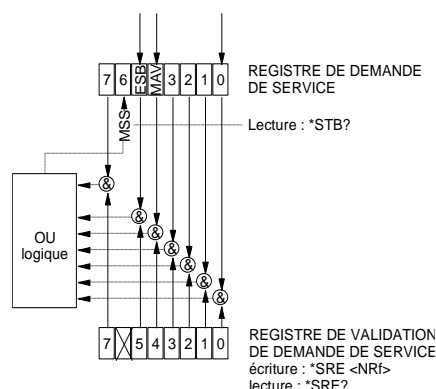 7 6 ESB MAV 3 2 1 0
REGISTRE DE DEMANDE
DE SERVICE
MSS
Lecture : *STB?
&
&
&
&
&
&
&
OU
logique
7 5 4 3 2 1 0
REGISTRE DE VALIDATION
DE DEMANDE DE SERVICE
écriture : *SRE <NRf>
lecture : *SRE?